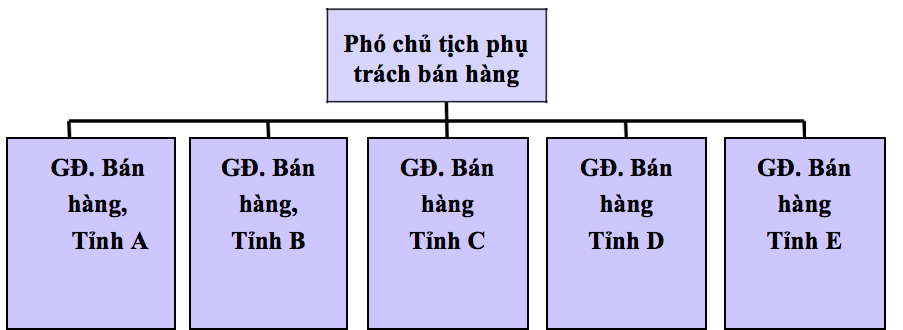 Phó chủ tịch phụ
trách bán hàng
GĐ. Bán
hàng,
Tỉnh A
GĐ. Bán
hàng,
Tỉnh B
GĐ. Bán
hàng
Tỉnh C
GĐ. Bán
hàng
Tỉnh D
GĐ. Bán
hàng
Tỉnh E